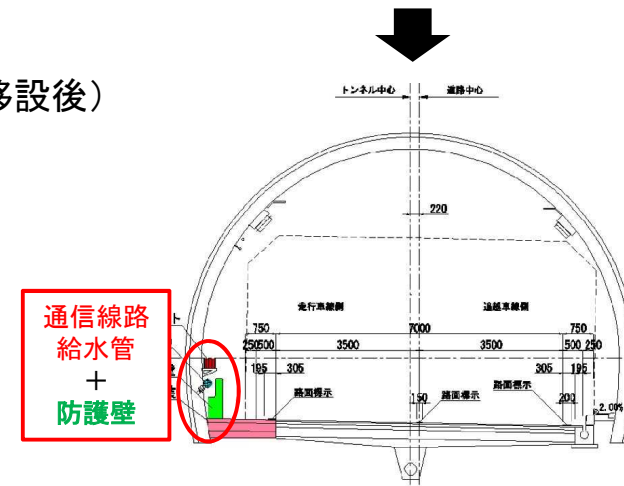 移設後）
トンネル中心
道路中心
220
走行車線側
追越車線側
750
7000
750
250
500
3500
3500
500
250
195
305
305
195
路面標示
150
路面標示
路面標示
200
2.00%
通信線路
給水管
＋
防護壁